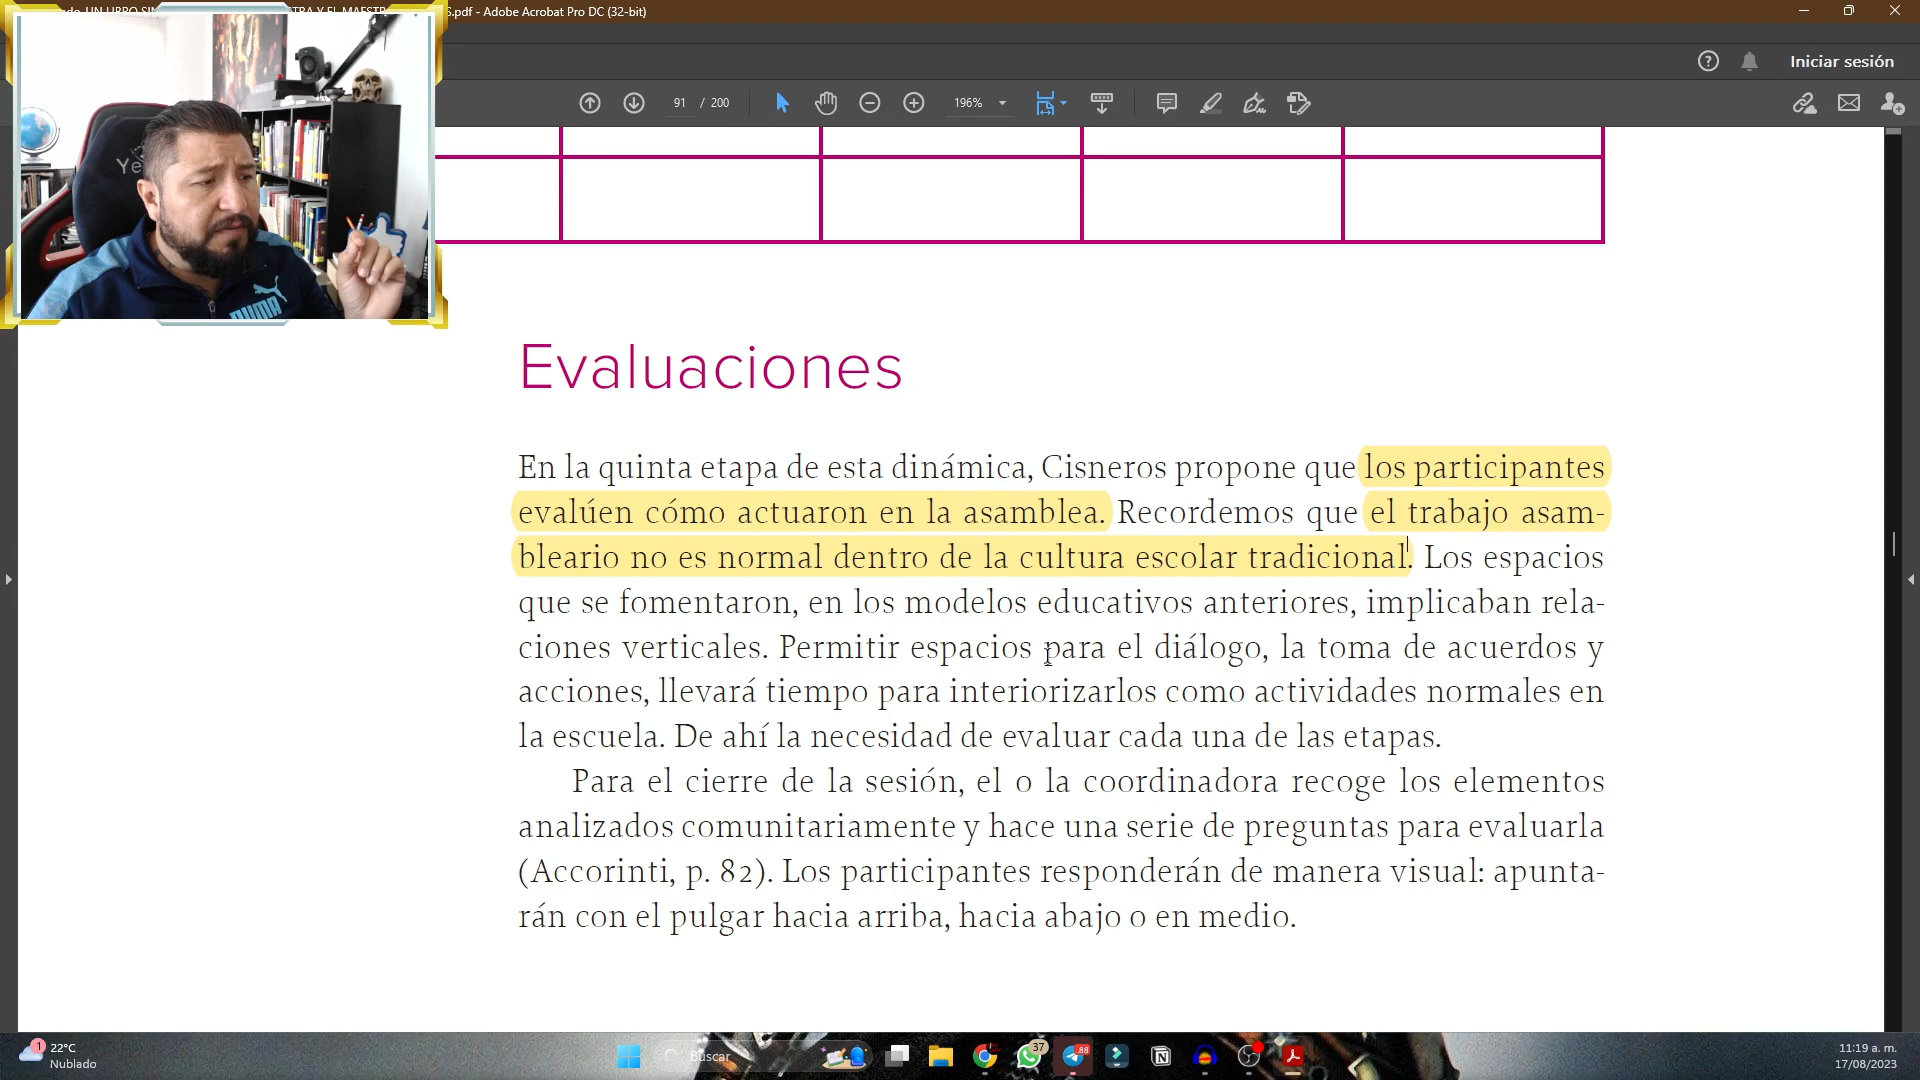 S.pdf - Adobe Acrobat Pro DC (32-bit)
Iniciar sesión
91 / 200
196%
Ye
PUMA
Evaluaciones
En la quinta etapa de esta dinámica, Cisneros propone que los participantes
evalúen cómo actuaron en la asamblea. Recordemos que el trabajo asam-
bleario no es normal dentro de la cultura escolar tradicional. Los espacios
que se fomentaron, en los modelos educativos anteriores, implicaban rela-
ciones verticales. Permitir espacios para el diálogo, la toma de acuerdos y
acciones, llevará tiempo para interiorizarlos como actividades normales en
la escuela. De ahí la necesidad de evaluar cada una de las etapas.
Para el cierre de la sesión, el o la coordinadora recoge los elementos
analizados comunitariamente y hace una serie de preguntas para evaluarla
(Accorinti, p. 82). Los participantes responderán de manera visual: apunta-
rán con el pulgar hacia arriba, hacia abajo o en medio.
1
22°C
Nublado
Buscar
37
88
11:19 a. m.
17/08/2023